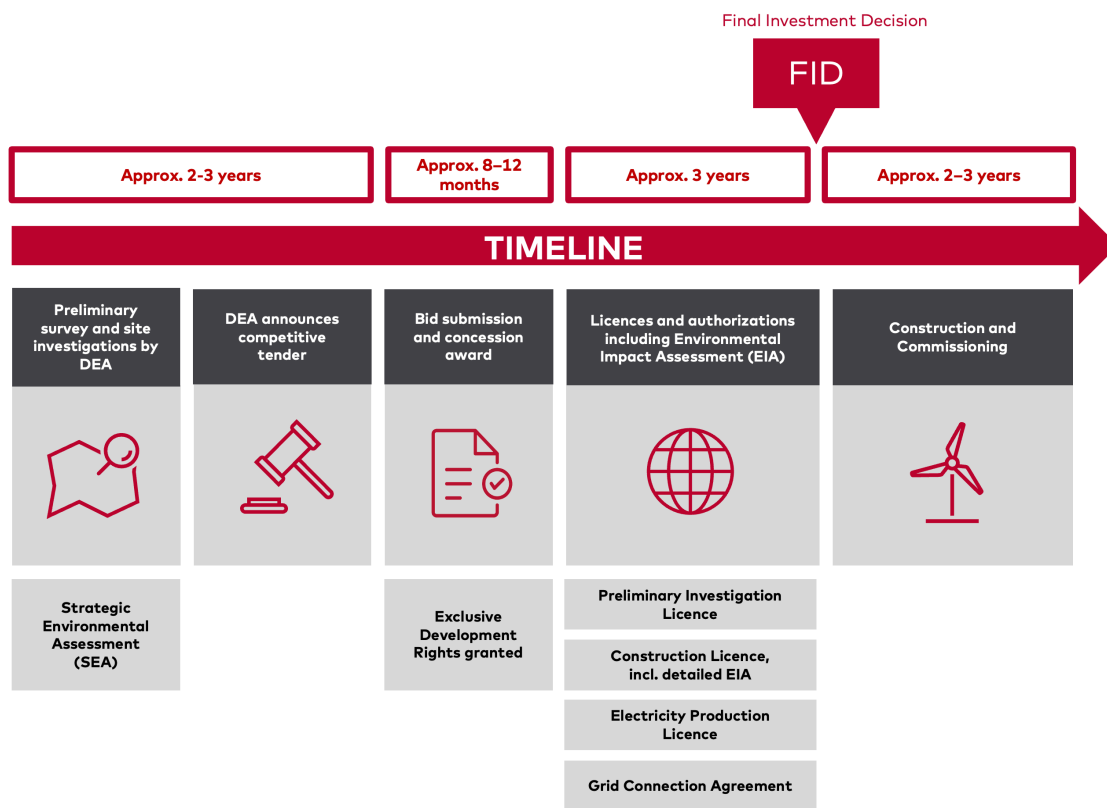 Final Investment Decision
FID
Approx. 2-3 years
Approx. 8–12
months
Approx. 3 years
Approx. 2–3 years
TIMELINE
Preliminary
survey and site
investigations by
DEA
DEA announces
competitive
tender
Bid submission
and concession
award
Licences and authorizations
including Environmental
Impact Assessment (EIA)
Construction and
Commissioning
Strategic
Environmental
Assessment
(SEA)
Exclusive
Development
Rights granted
Preliminary Investigation
Licence
Construction Licence,
incl. detailed EIA
Electricity Production
Licence
Grid Connection Agreement